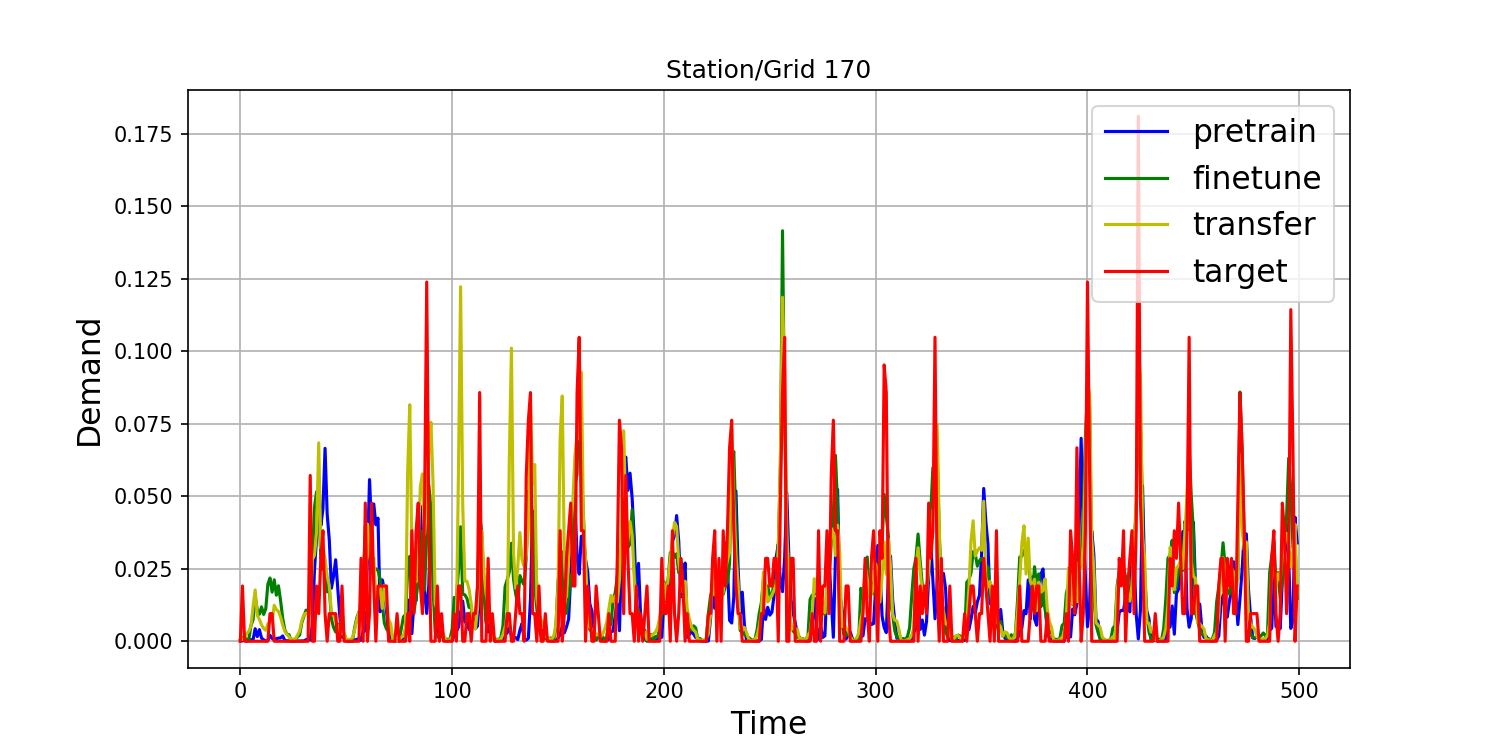 Station/Grid 170
0.175
0.150
0.125
0.100
0.075
0.050
0.025
0.000
Demand
pretrain
finetune
transfer
target
0 100 200 300 400 500
Time